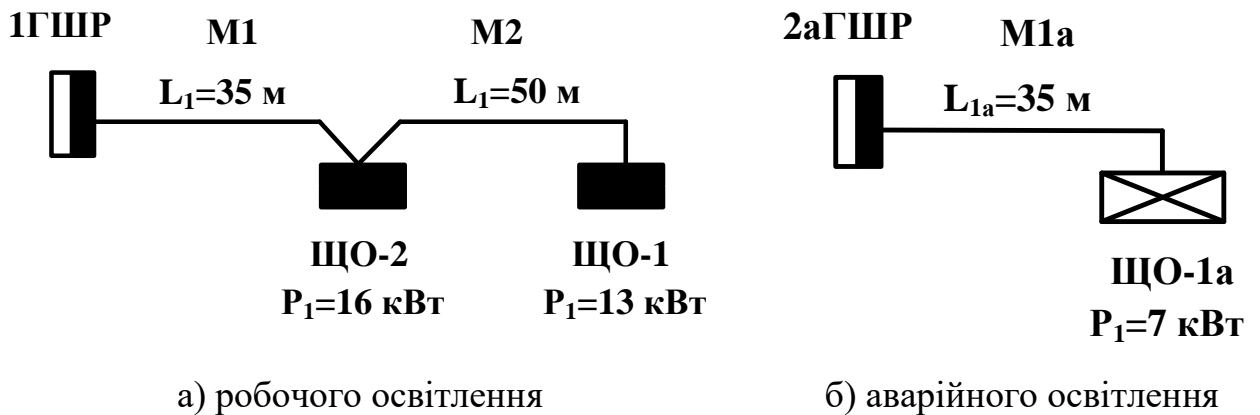 1ГШР М1 М2
L₁=35 м L₁=50 м
ЩО-2 ЩО-1
P₁=16 кВт P₁=13 кВт
а) робочого освітлення
2аГШР М1а
L₁ₐ=35 м
ЩО-1а
P₁=7 кВт
б) аварійного освітлення